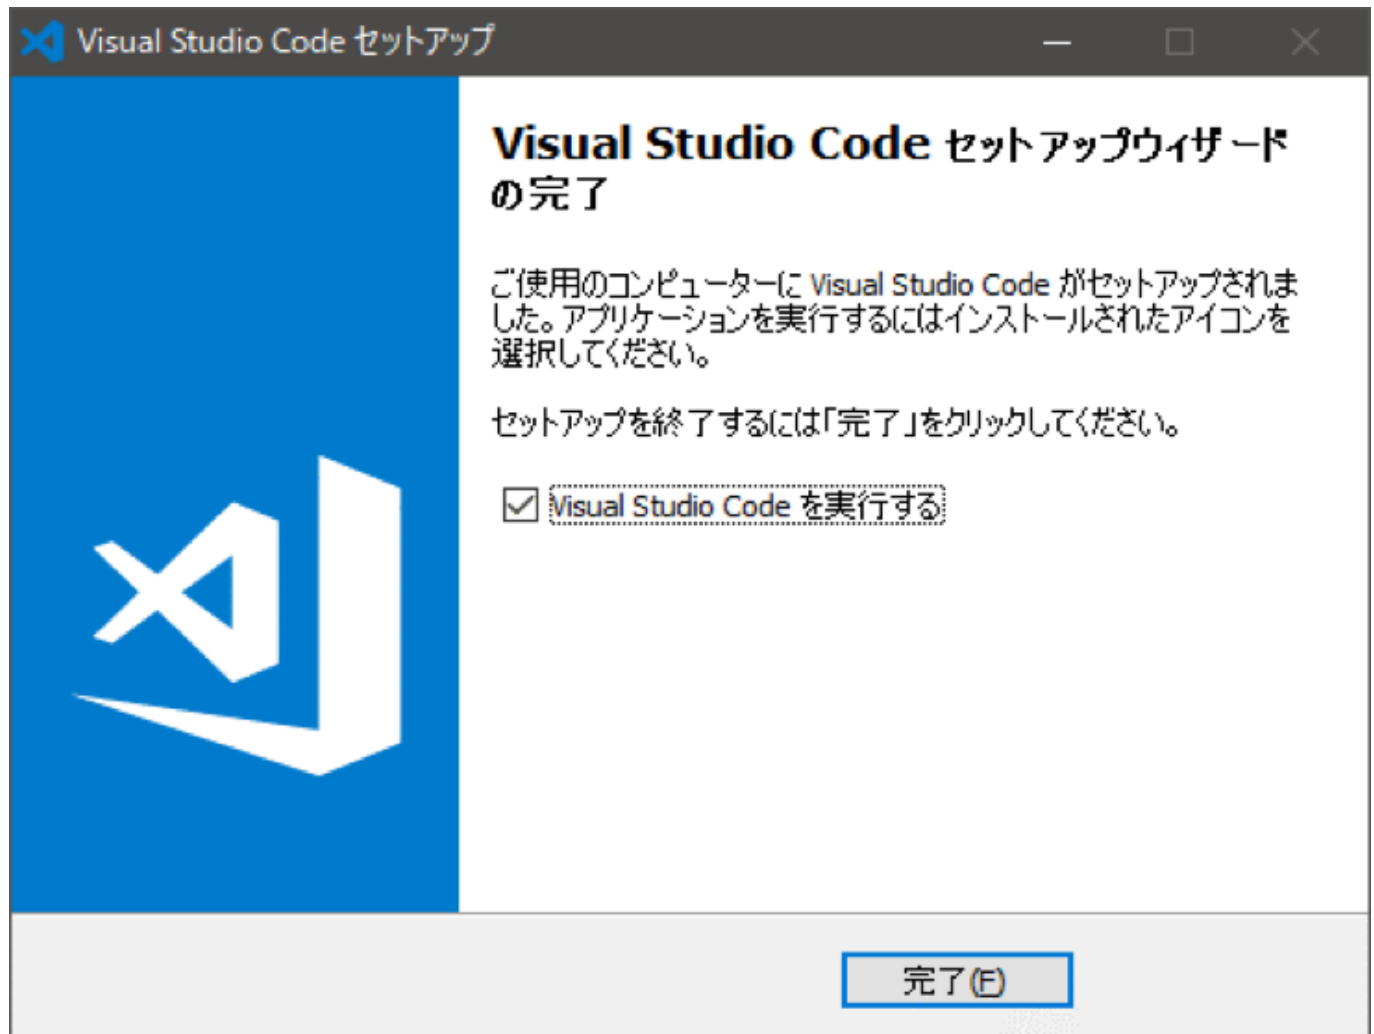 Visual Studio Code セットアップ
Visual Studio Code セットアップウィザード
の完了
ご使用のコンピューターに Visual Studio Code がセットアップされま
した。アプリケーションを実行するにはインストールされたアイコンを
選択してください。
セットアップを終了するには「完了」をクリックしてください。
Visual Studio Code を実行する
完了(F)